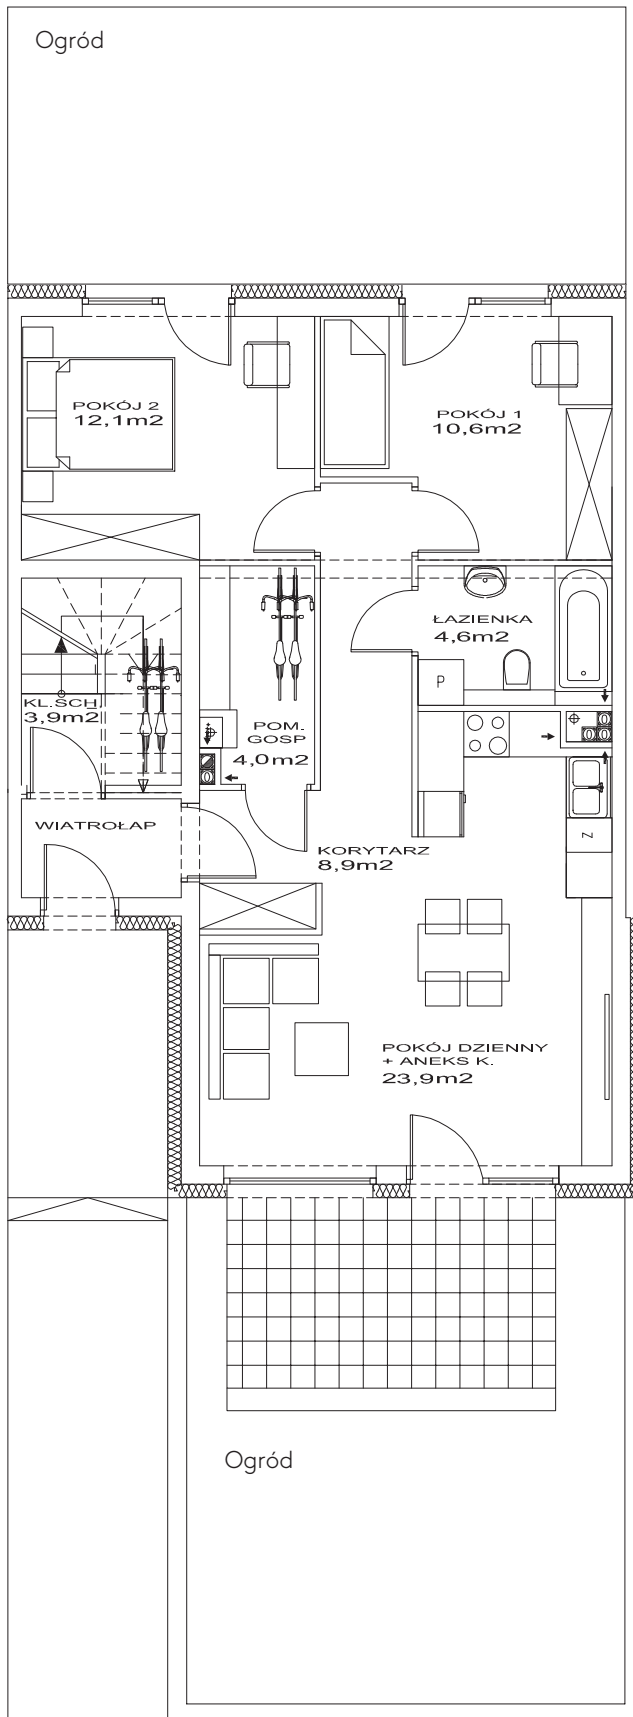 Ogród
POKÓJ 2
12,1m2
POKÓJ 1
10,6m2
ŁAZIENKA
4,6m2
P
KL.SCH.
3,9m2
POM.
GOSP
4,0m2
WIATROŁAP
KORYTARZ
8,9m2
Z
POKÓJ DZIENNY
+ ANEKS K.
23,9m2
Ogród